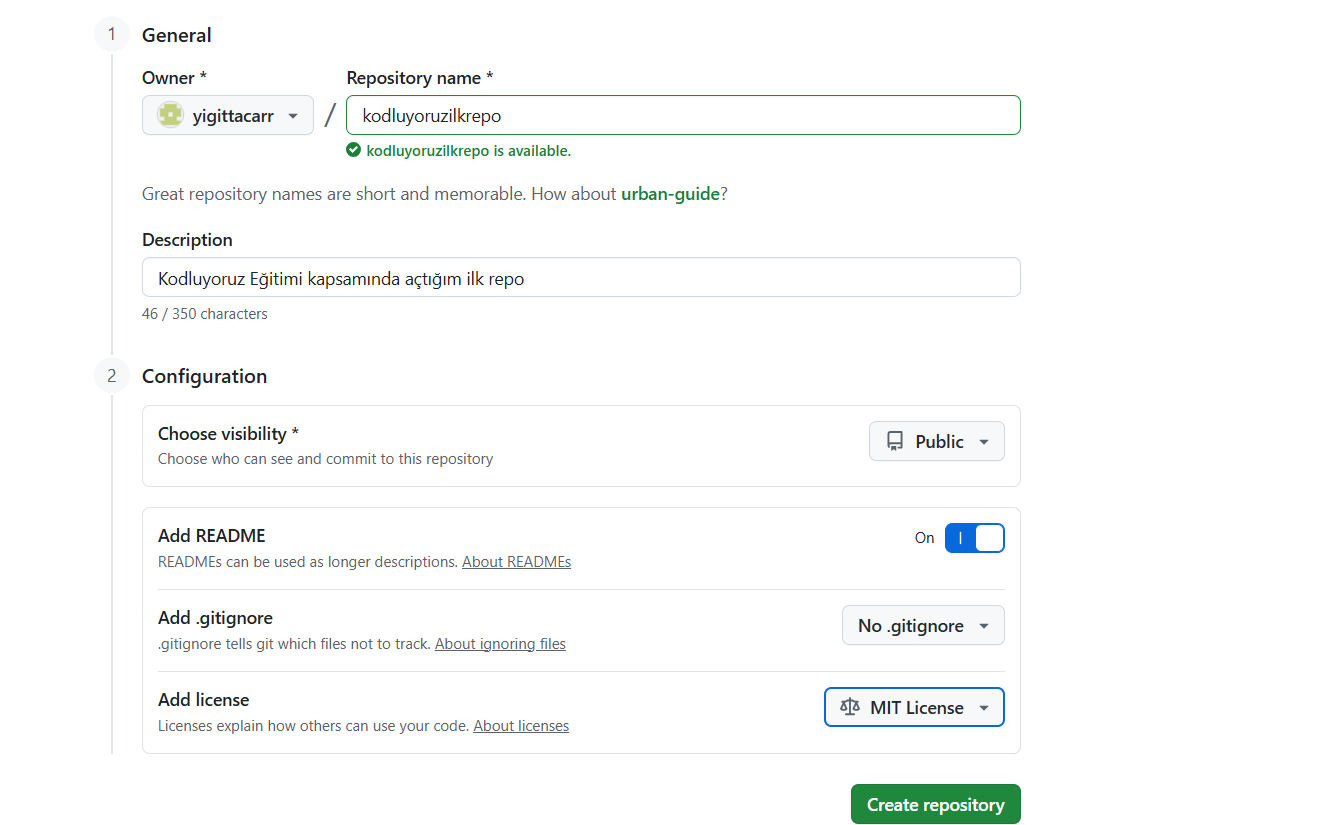 1 General
Owner * Repository name *
yigittacarr / kodluyoruzilkrepo
kodluyoruzilkrepo is available.
Great repository names are short and memorable. How about urban-guide?
Description
Kodluyoruz Eğitimi kapsamında açtığım ilk repo
46 / 350 characters
2 Configuration
Choose visibility *
Choose who can see and commit to this repository
Public
Add README
READMEs can be used as longer descriptions. About READMEs
On
Add .gitignore
.gitignore tells git which files not to track. About ignoring files
No .gitignore
Add license
Licenses explain how others can use your code. About licenses
MIT License
Create repository